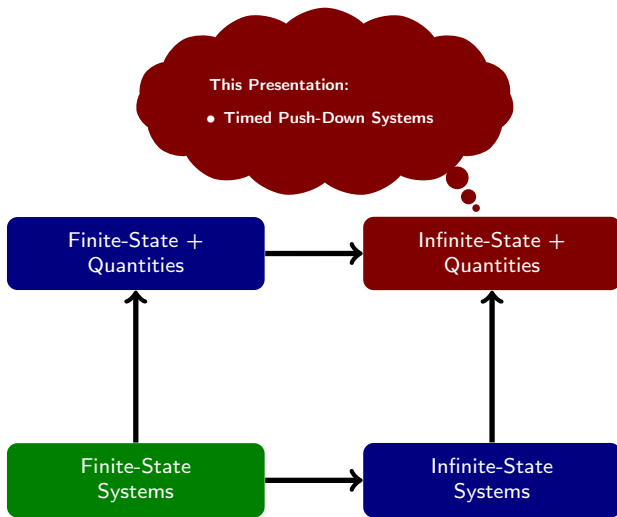 This Presentation:
• Timed Push-Down Systems
Finite-State +
Quantities
Infinite-State +
Quantities
Finite-State
Systems
Infinite-State
Systems